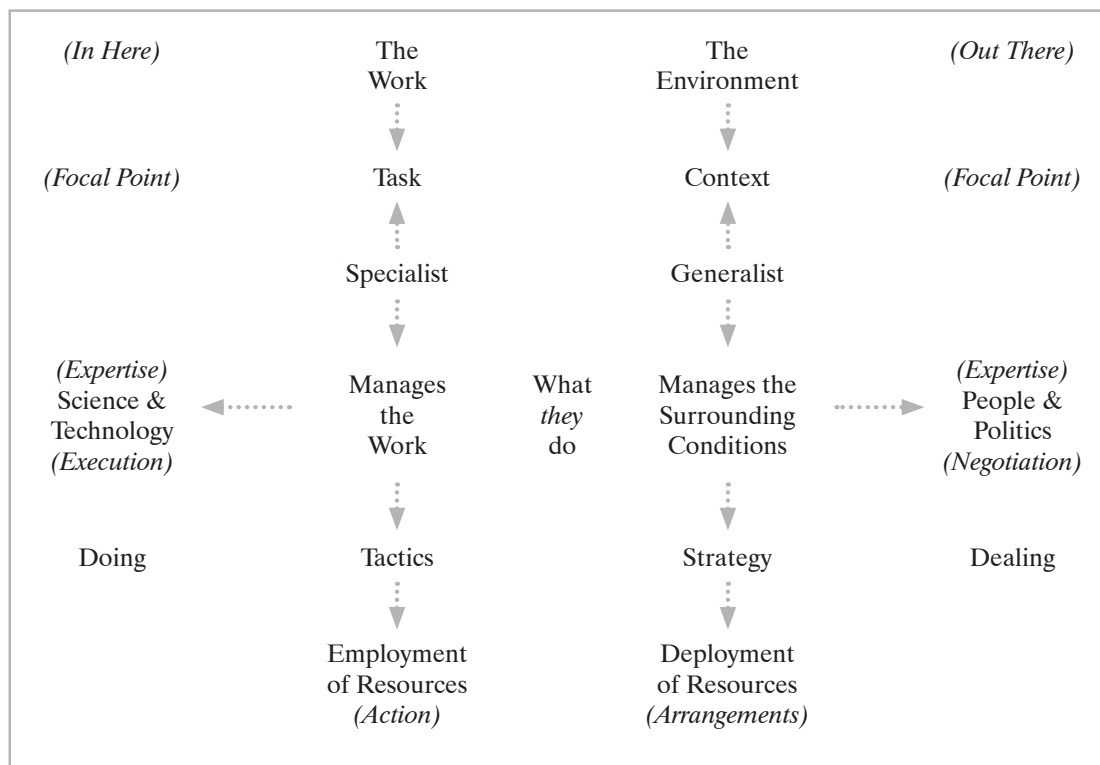 (In Here)
The
Work
The
Environment
(Out There)
(Focal Point)
Task
Context
(Focal Point)
Specialist
Generalist
(Expertise)
Science &
Technology
(Execution)
Manages
the
Work
What
they
do
Manages the
Surrounding
Conditions
(Expertise)
People &
Politics
(Negotiation)
Doing
Tactics
Strategy
Dealing
Employment
of Resources
(Action)
Deployment
of Resources
(Arrangements)